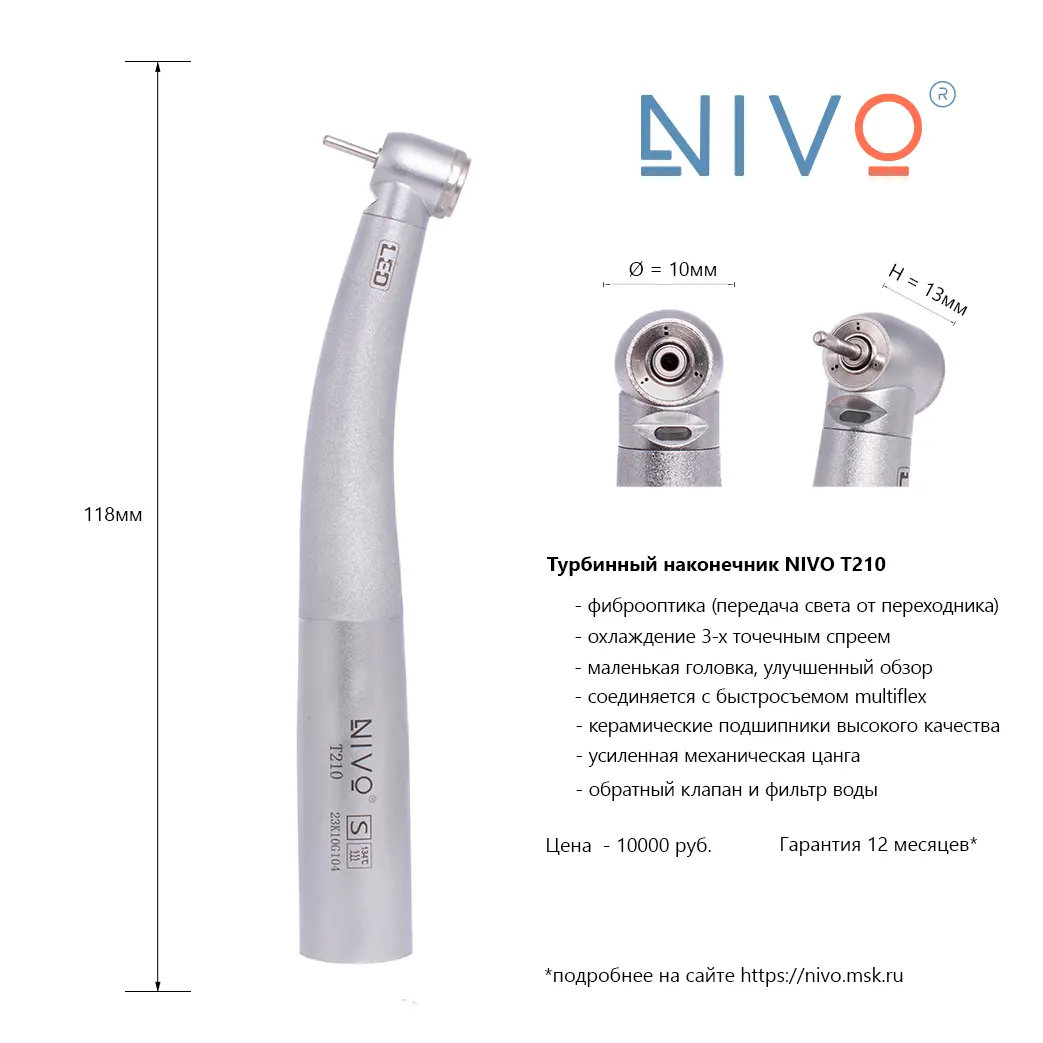 NIVO ®
Ø = 10мм
H = 13мм
LED
118мм
Турбинный наконечник NIVO T210
- фиброоптика (передача света от переходника)
- охлаждение 3-х точечным спреем
- маленькая головка, улучшенный обзор
- соединяется с быстросъемом multiflex
- керамические подшипники высокого качества
- усиленная механическая цанга
- обратный клапан и фильтр воды
NIVO®
T210
S
134°C
23K10G104
Цена - 10000 руб.
Гарантия 12 месяцев*
*подробнее на сайте https://nivo.msk.ru